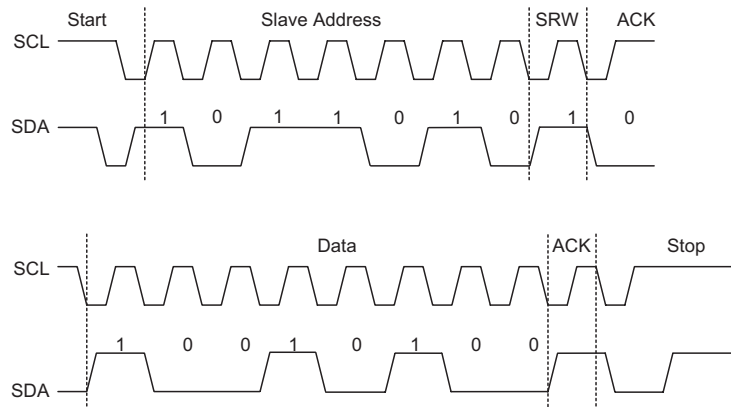 Start Slave Address SRW ACK
SCL
1 0 1 1 0 1 0 1 0
SDA
Data ACK Stop
SCL
1 0 0 1 0 1 0 0
SDA